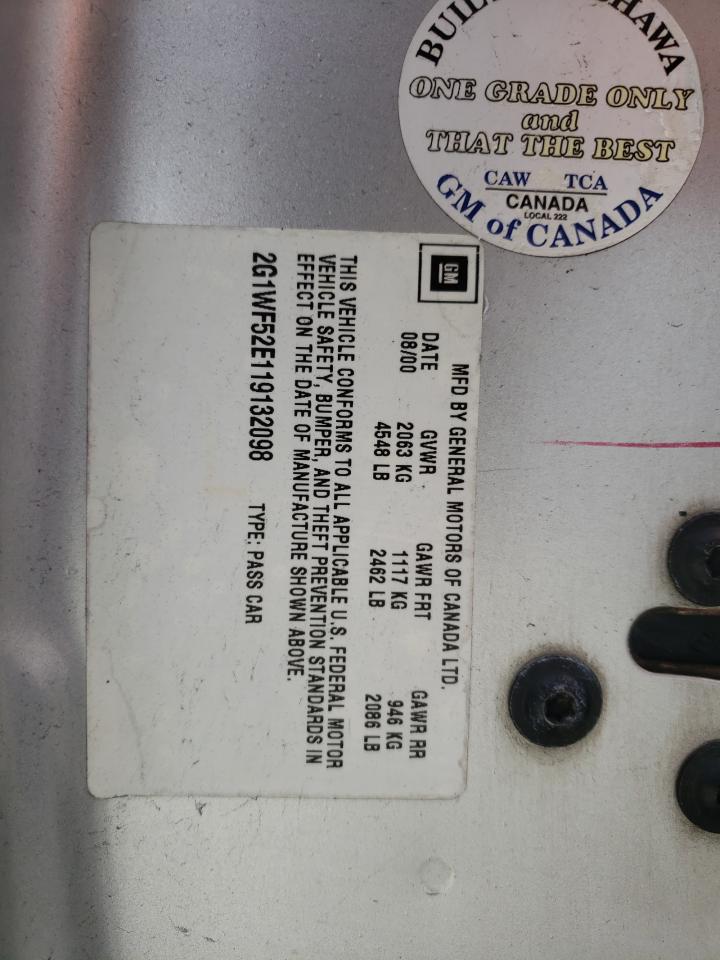 BUIL HAWA
ONE GRADE ONLY
and
THAT THE BEST
CAW TCA
CANADA
LOCAL 222
GM of CANADA
GM
MFD BY GENERAL MOTORS OF CANADA LTD.
DATE GVWR GAWR FRT GAWR RR
08/00 2063 KG 1117 KG 946 KG
4548 LB 2462 LB 2086 LB
THIS VEHICLE CONFORMS TO ALL APPLICABLE U.S. FEDERAL MOTOR
VEHICLE SAFETY, BUMPER, AND THEFT PREVENTION STANDARDS IN
EFFECT ON THE DATE OF MANUFACTURE SHOWN ABOVE.
2G1WF52E119132098 TYPE: PASS CAR